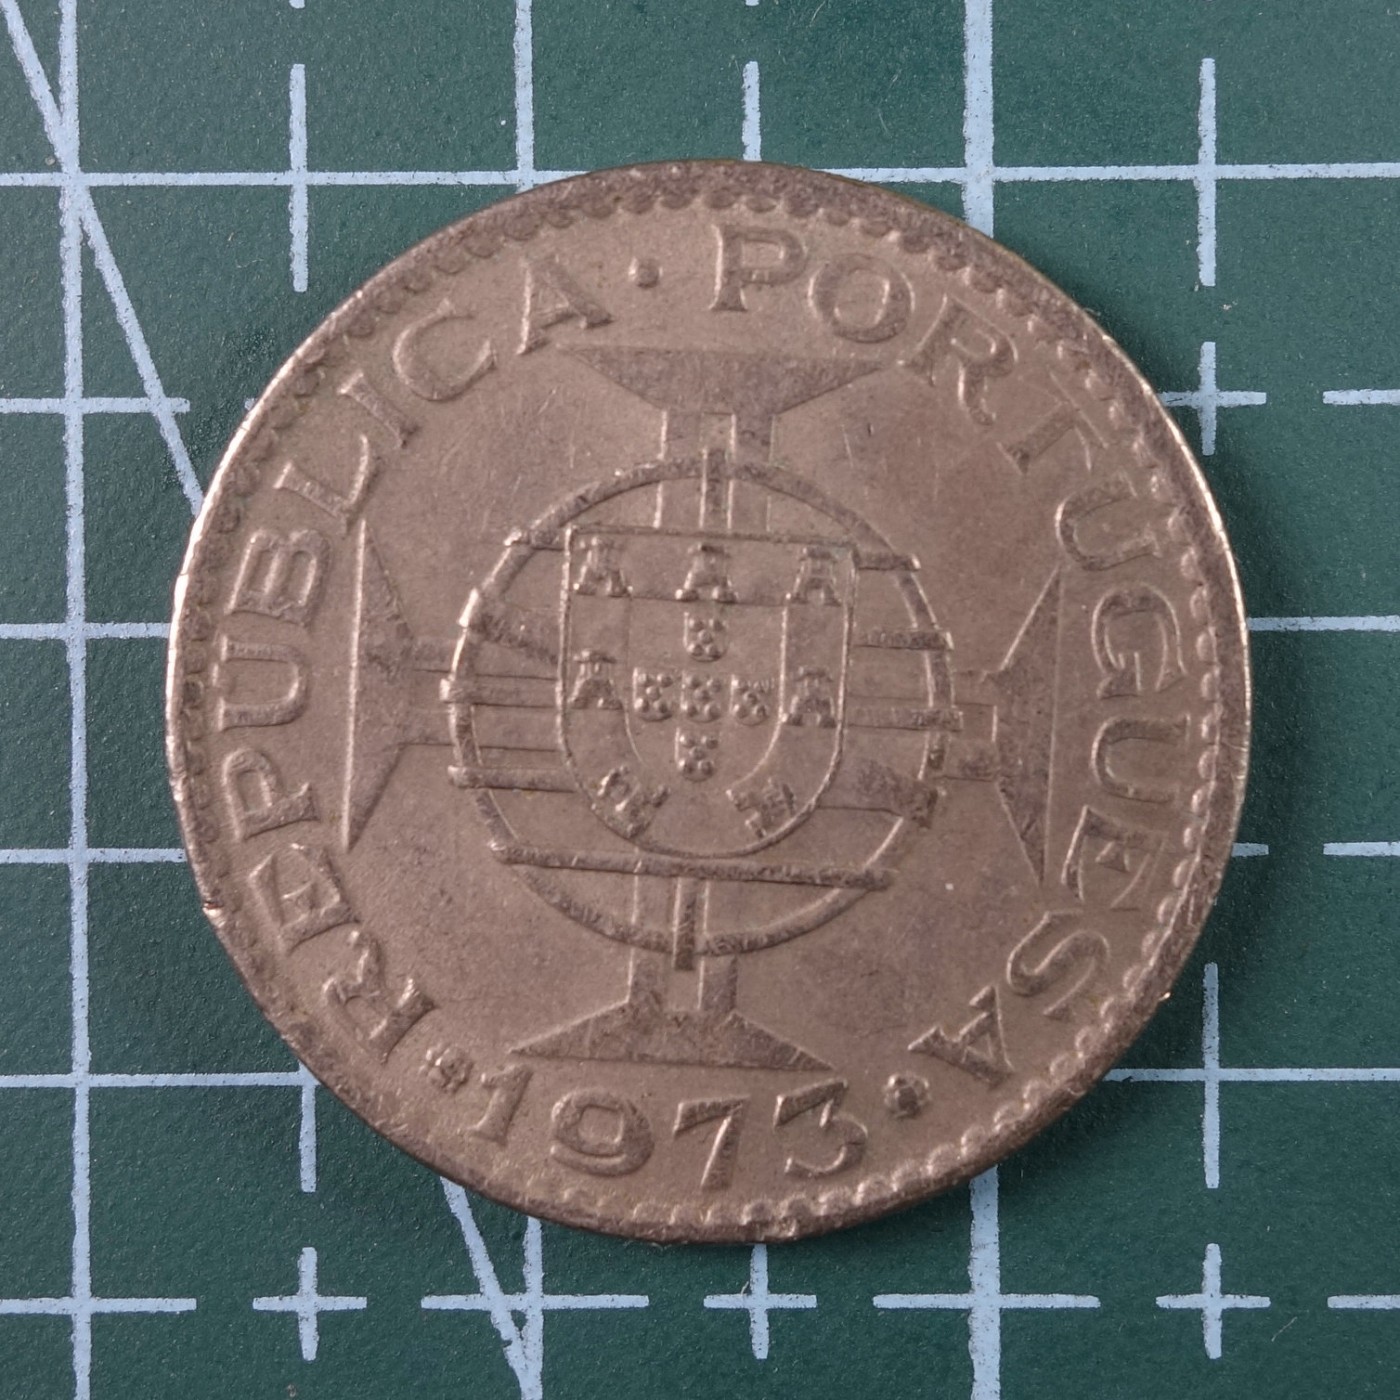 REPUBLICA · PORTUGUESA
· 1973 ·